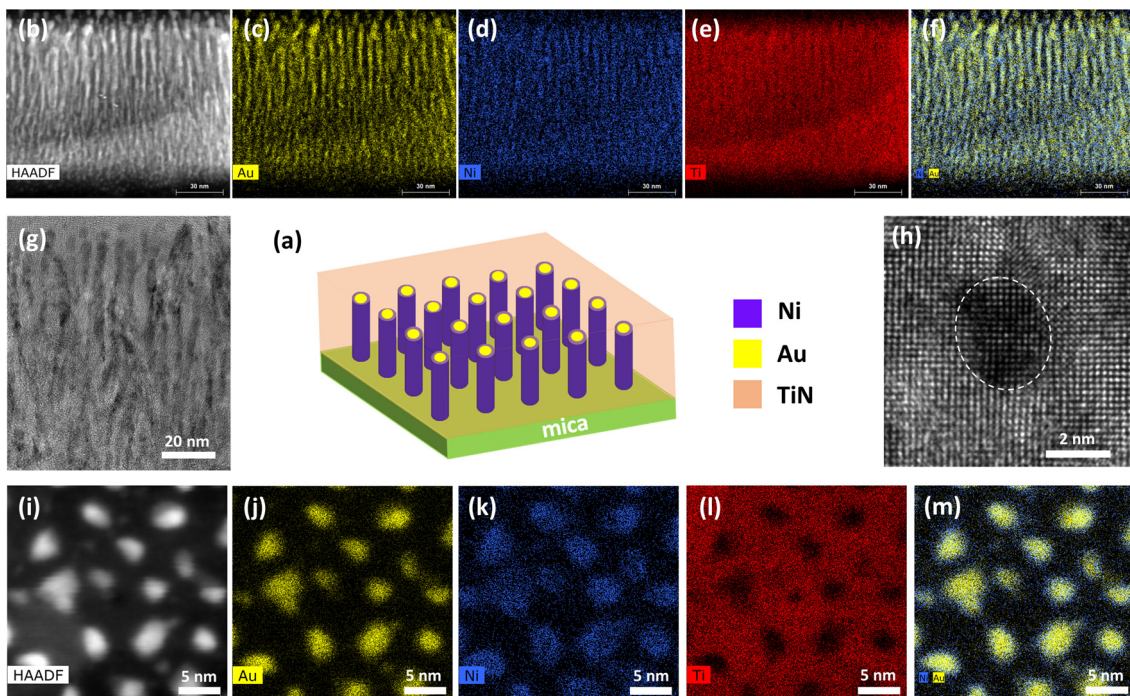 (b)
HAADF
30 nm
(c)
Au
30 nm
(d)
Ni
30 nm
(e)
Ti
30 nm
(f)
Ni Au
30 nm
(g)
20 nm
(a)
mica
Ni
Au
TiN
(h)
2 nm
(i)
HAADF
5 nm
(j)
Au
5 nm
(k)
Ni
5 nm
(l)
Ti
5 nm
(m)
Ni Au
5 nm